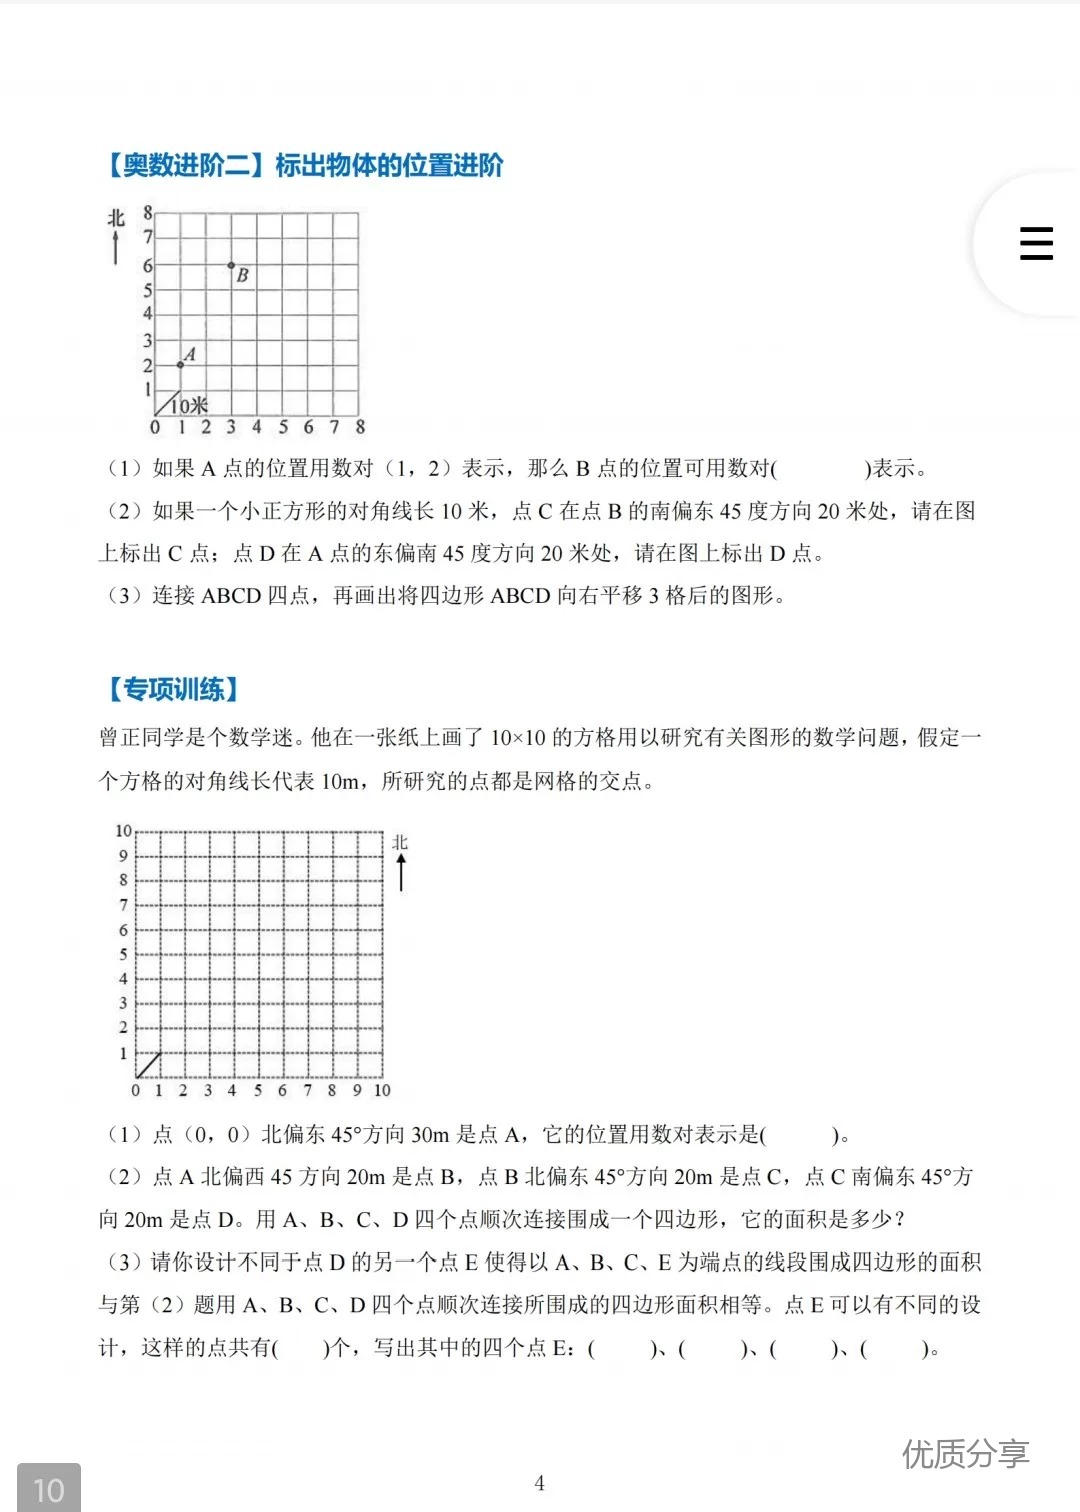 【奥数进阶二】标出物体的位置进阶
北
8
7
6
B
5
4
3
A
2
1
10米
0 1 2 3 4 5 6 7 8
（1）如果 A 点的位置用数对（1，2）表示，那么 B 点的位置可用数对( )表示。
（2）如果一个小正方形的对角线长 10 米，点 C 在点 B 的南偏东 45 度方向 20 米处，请在图
上标出 C 点；点 D 在 A 点的东偏南 45 度方向 20 米处，请在图上标出 D 点。
（3）连接 ABCD 四点，再画出将四边形 ABCD 向右平移 3 格后的图形。
【专项训练】
曾正同学是个数学迷。他在一张纸上画了 10×10 的方格用以研究有关图形的数学问题，假定一
个方格的对角线长代表 10m，所研究的点都是网格的交点。
10
北
9
8
7
6
5
4
3
2
1
0 1 2 3 4 5 6 7 8 9 10
（1）点（0，0）北偏东 45°方向 30m 是点 A，它的位置用数对表示是( )。
（2）点 A 北偏西 45 方向 20m 是点 B，点 B 北偏东 45°方向 20m 是点 C，点 C 南偏东 45°方
向 20m 是点 D。用 A、B、C、D 四个点顺次连接围成一个四边形，它的面积是多少？
（3）请你设计不同于点 D 的另一个点 E 使得以 A、B、C、E 为端点的线段围成四边形的面积
与第（2）题用 A、B、C、D 四个点顺次连接所围成的四边形面积相等。点 E 可以有不同的设
计，这样的点共有( )个，写出其中的四个点 E：( )、( )、( )、( )。
优质分享
10
4